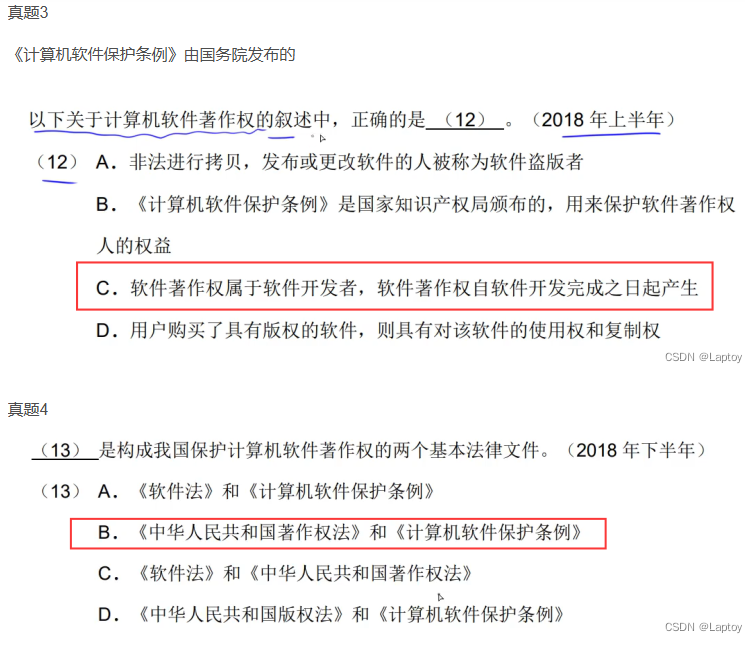 真题3
《计算机软件保护条例》由国务院发布的
以下关于计算机软件著作权的叙述中，正确的是 （12） 。（2018 年上半年）
（12） A．非法进行拷贝，发布或更改软件的人被称为软件盗版者
B．《计算机软件保护条例》是国家知识产权局颁布的，用来保护软件著作权
人的权益
C．软件著作权属于软件开发者，软件著作权自软件开发完成之日起产生
D．用户购买了具有版权的软件，则具有对该软件的使用权和复制权
CSDN @Laptoy
真题4
（13） 是构成我国保护计算机软件著作权的两个基本法律文件。（2018 年下半年）
（13） A．《软件法》和《计算机软件保护条例》
B．《中华人民共和国著作权法》和《计算机软件保护条例》
C．《软件法》和《中华人民共和国著作权法》
D．《中华人民共和国版权法》和《计算机软件保护条例》
CSDN @Laptoy